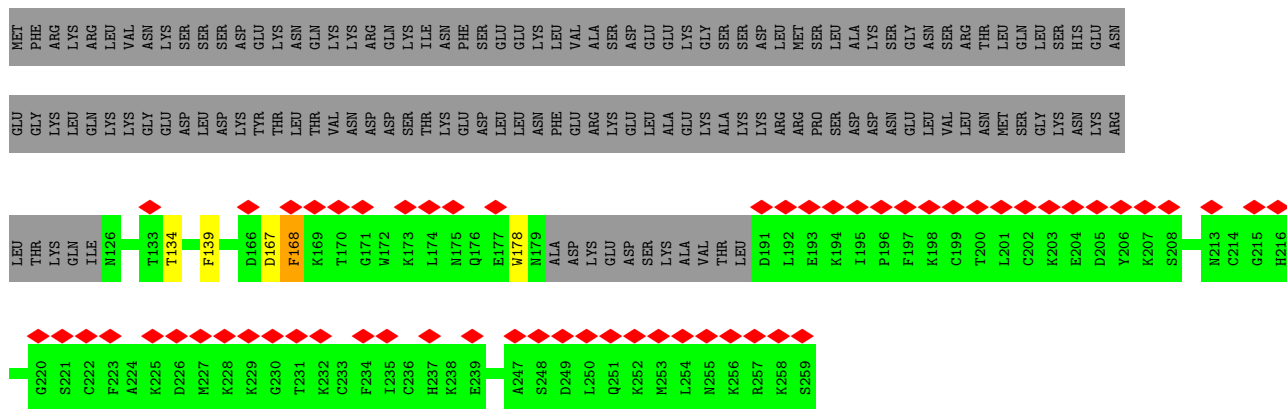 MET PHE ARG LYS ARG LEU VAL ASN LYS SER SER SER ASP GLU LYS ASN GLN LYS LYS ARG GLN LYS ILE ASN PHE SER GLU GLU LYS LEU VAL ALA SER ASP GLU GLU LYS GLY SER SER ASP LEU MET SER LEU ALA LYS SER GLY ASN SER ARG THR LEU GLN LEU SER HIS GLU ASN
GLU GLY LYS LEU GLN LYS LYS GLY GLU ASP LEU ASP LYS TYR THR LEU THR VAL ASN ASP ASP SER THR LYS GLU ASP LEU LEU ASN PHE GLU ARG LYS GLU LEU ALA GLU LYS ALA LYS LYS ARG ARG PRO SER ASP ASP ASN GLU LEU VAL LEU ASN MET SER GLY LYS ASN LYS ARG
LEU THR LYS GLN ILE N126 T133 T134 F139 D166 D167 F168 K169 T170 G171 W172 K173 L174 N175 Q176 E177 W178 N179 ALA ASP LYS GLU ASP SER LYS ALA VAL THR LEU D191 L192 E193 K194 I195 P196 F197 K198 C199 T200 L201 C202 K203 E204 D205 Y206 K207 S208 N213 C214 G215 H216
G220 S221 C222 F223 A224 K225 D226 M227 K228 K229 G230 T231 K232 C233 F234 I235 C236 H237 K238 E239 A247 S248 D249 L250 Q251 K252 M253 L254 N255 K256 R257 K258 S259